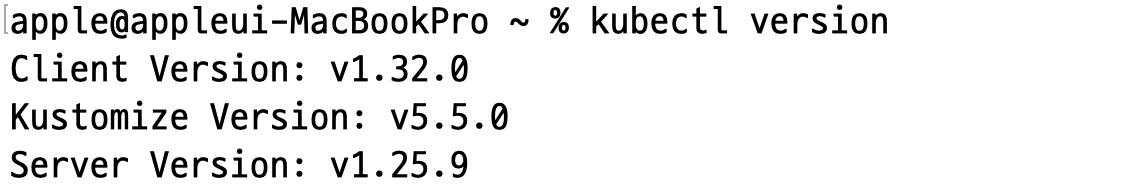 [apple@appleui-MacBookPro ~ % kubectl version
Client Version: v1.32.0
Kustomize Version: v5.5.0
Server Version: v1.25.9